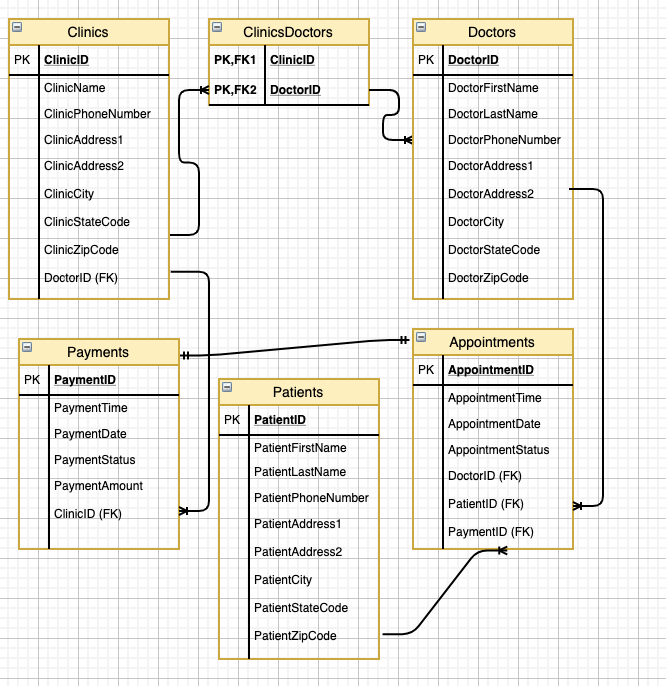 Clinics
PK ClinicID
ClinicName
ClinicPhoneNumber
ClinicAddress1
ClinicAddress2
ClinicCity
ClinicStateCode
ClinicZipCode
DoctorID (FK)
ClinicsDoctors
PK,FK1 ClinicID
PK,FK2 DoctorID
Doctors
PK DoctorID
DoctorFirstName
DoctorLastName
DoctorPhoneNumber
DoctorAddress1
DoctorAddress2
DoctorCity
DoctorStateCode
DoctorZipCode
Payments
PK PaymentID
PaymentTime
PaymentDate
PaymentStatus
PaymentAmount
ClinicID (FK)
Patients
PK PatientID
PatientFirstName
PatientLastName
PatientPhoneNumber
PatientAddress1
PatientAddress2
PatientCity
PatientStateCode
PatientZipCode
Appointments
PK AppointmentID
AppointmentTime
AppointmentDate
AppointmentStatus
DoctorID (FK)
PatientID (FK)
PaymentID (FK)